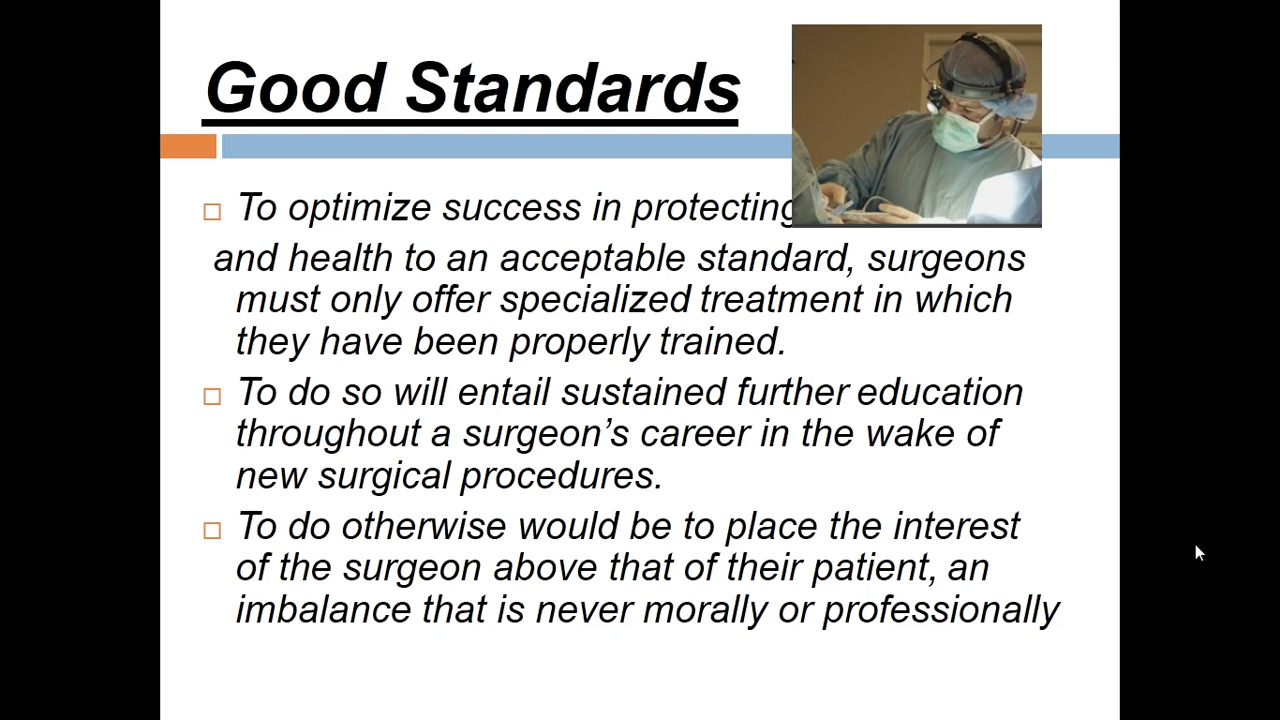 Good Standards
To optimize success in protecting
and health to an acceptable standard, surgeons
must only offer specialized treatment in which
they have been properly trained.
To do so will entail sustained further education
throughout a surgeon’s career in the wake of
new surgical procedures.
To do otherwise would be to place the interest
of the surgeon above that of their patient, an
imbalance that is never morally or professionally